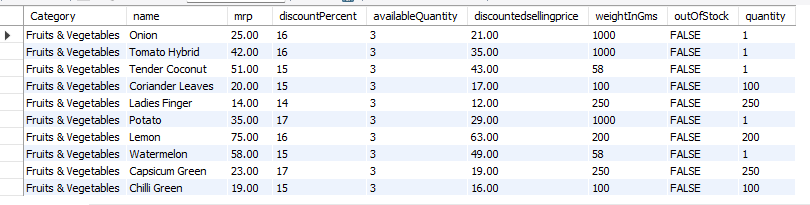 Category name mrp discountPercent availableQuantity discountedsellingprice weightInGms outOfStock quantity
Fruits & Vegetables Onion 25.00 16 3 21.00 1000 FALSE 1
Fruits & Vegetables Tomato Hybrid 42.00 16 3 35.00 1000 FALSE 1
Fruits & Vegetables Tender Coconut 51.00 15 3 43.00 58 FALSE 1
Fruits & Vegetables Coriander Leaves 20.00 15 3 17.00 100 FALSE 100
Fruits & Vegetables Ladies Finger 14.00 14 3 12.00 250 FALSE 250
Fruits & Vegetables Potato 35.00 17 3 29.00 1000 FALSE 1
Fruits & Vegetables Lemon 75.00 16 3 63.00 200 FALSE 200
Fruits & Vegetables Watermelon 58.00 15 3 49.00 58 FALSE 1
Fruits & Vegetables Capsicum Green 23.00 17 3 19.00 250 FALSE 250
Fruits & Vegetables Chilli Green 19.00 15 3 16.00 100 FALSE 100